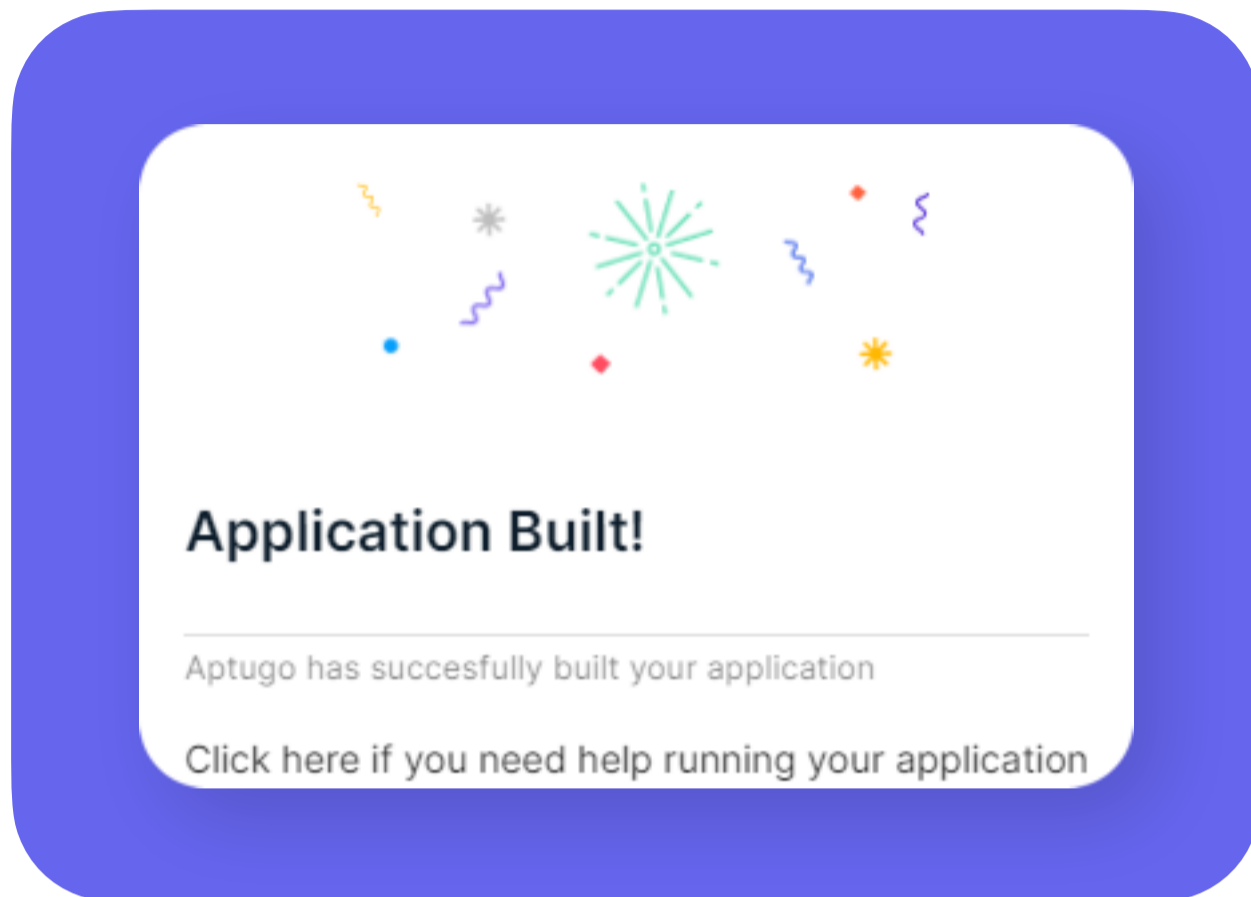 Application Built!
Aptugo has succesfully built your application
Click here if you need help running your application